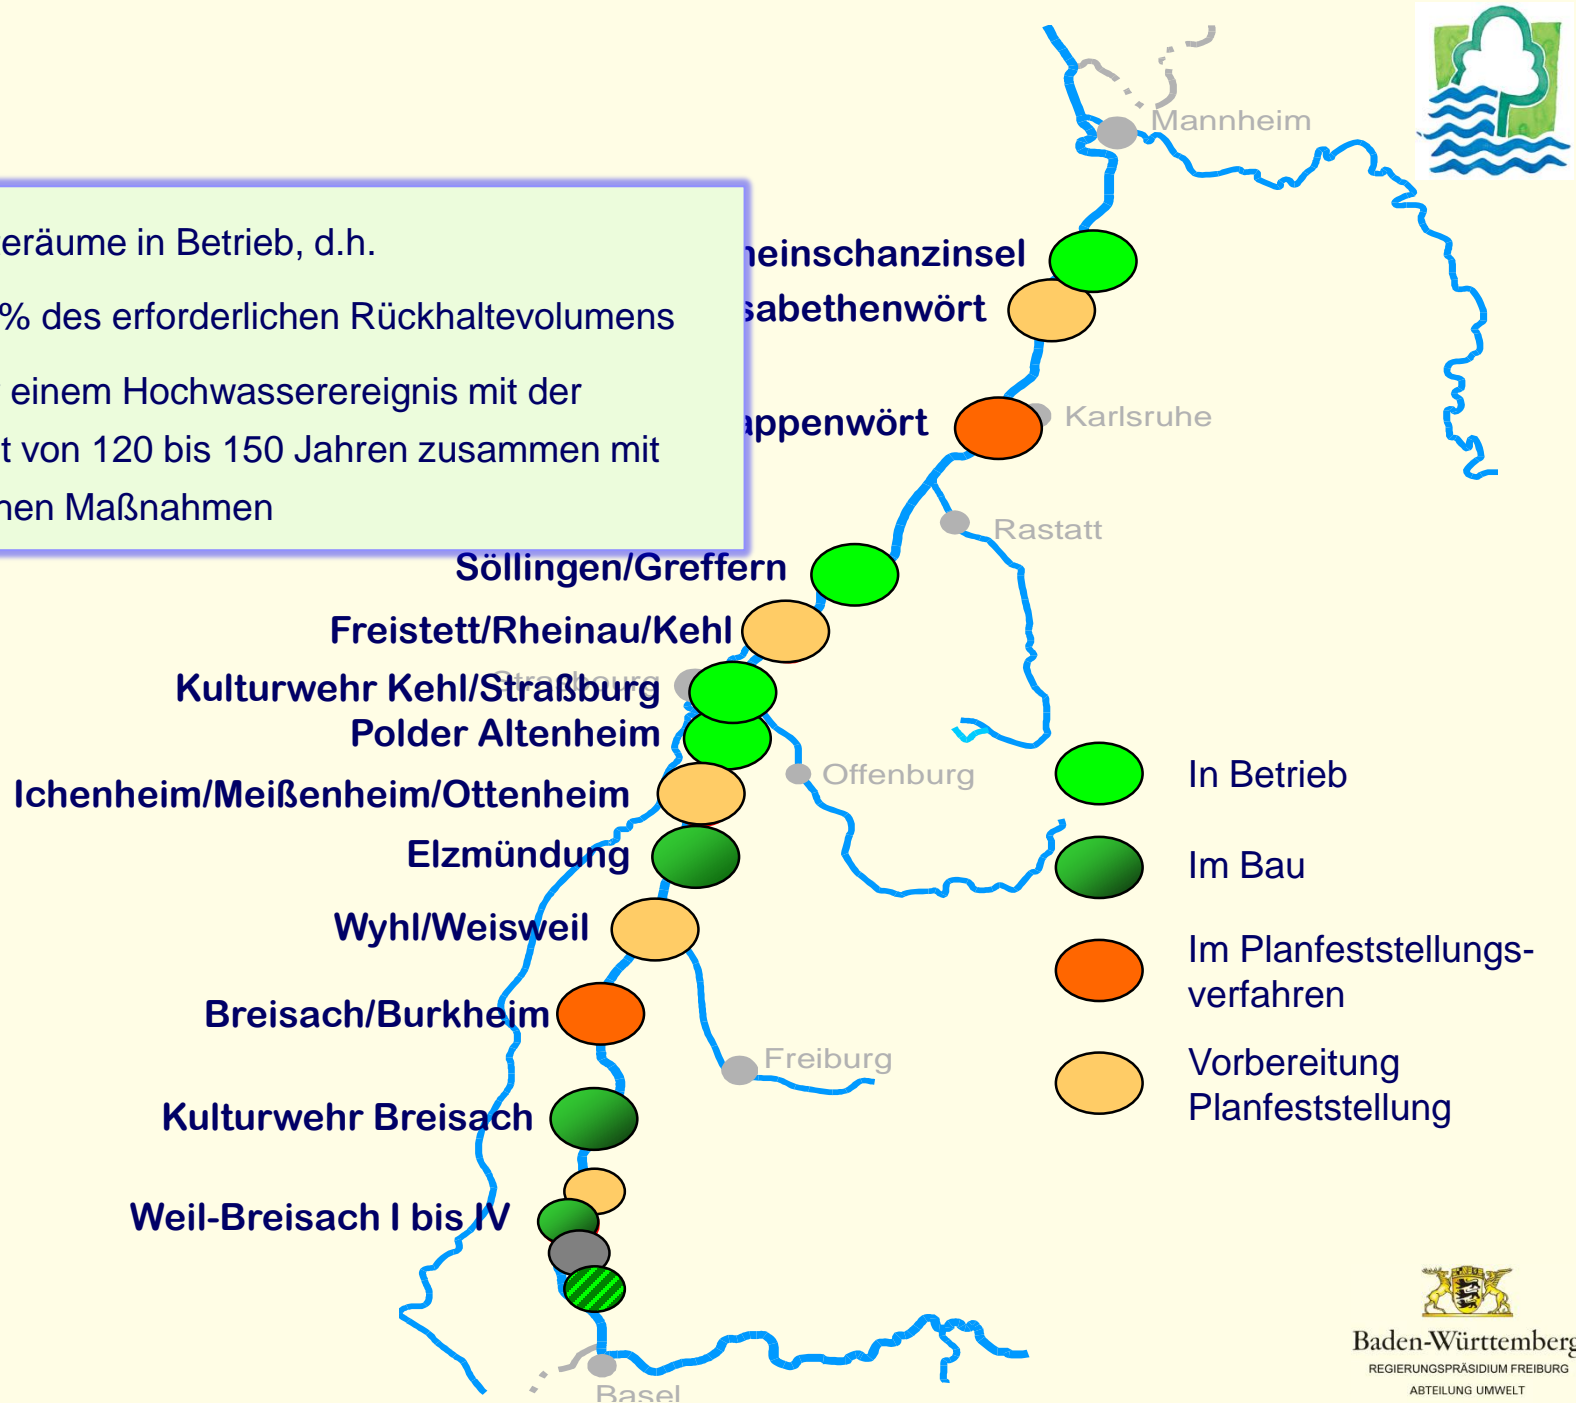 Mannheim
eräume in Betrieb, d.h.
% des erforderlichen Rückhaltevolumens
einem Hochwasserereignis mit der
t von 120 bis 150 Jahren zusammen mit
nen Maßnahmen
heinschanzinsel
sabethenwört
appenwört
Karlsruhe
Rastatt
Söllingen/Greffern
Freistett/Rheinau/Kehl
Strasbourg
Kulturwehr Kehl/Straßburg
Polder Altenheim
Offenburg
Ichenheim/Meißenheim/Ottenheim
Elzmündung
Wyhl/Weisweil
Breisach/Burkheim
Freiburg
Kulturwehr Breisach
Weil-Breisach I bis IV
Basel
In Betrieb
Im Bau
Im Planfeststellungs-
verfahren
Vorbereitung
Planfeststellung
Baden-Württemberg
REGIERUNGSPRÄSIDIUM FREIBURG
ABTEILUNG UMWELT